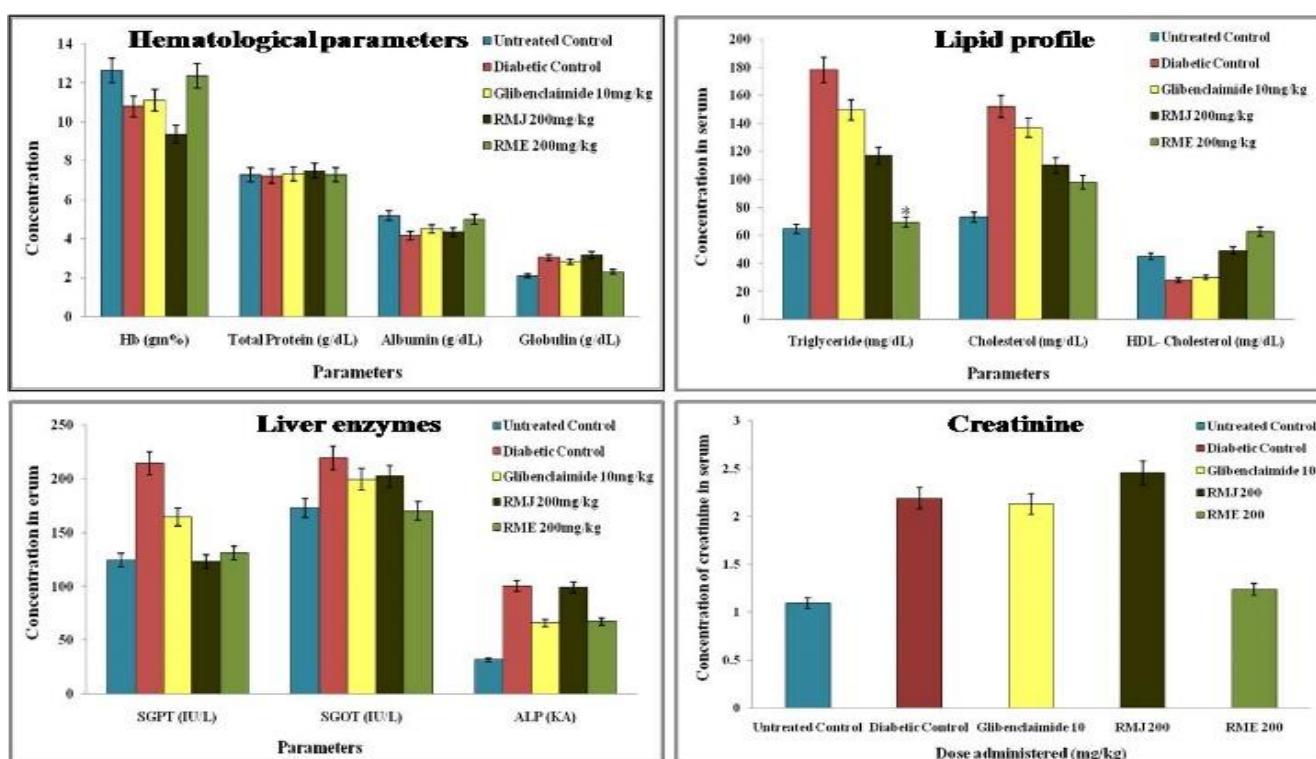 Hematological parameters
Untreated Control
Diabetic Control
Glibenclaimide 10mg/kg
RMJ 200mg/kg
RME 200mg/kg
Concentration
14
12
10
8
6
4
2
0
Hb (gm%) Total Protein (g/dL) Albumin (g/dL) Globulin (g/dL)
Parameters
Lipid profile
Untreated Control
Diabetic Control
Glibenclaimide 10mg/kg
RMJ 200mg/kg
RME 200mg/kg
Concentration in serum
200
180
160
140
120
100
80
60
40
20
0
*
Triglyceride (mg/dL) Cholesterol (mg/dL) HDL- Cholesterol (mg/dL)
Parameters
Liver enzymes
Untreated Control
Diabetic Control
Glibenclaimide 10mg/kg
RMJ 200mg/kg
RME 200mg/kg
Concentration in erum
250
200
150
100
50
0
SGPT (IU/L) SGOT (IU/L) ALP (KA)
Parameters
Creatinine
Untreated Control
Diabetic Control
Glibenclaimide 10
RMJ 200
RME 200
Concentration of creatinine in serum
3
2.5
2
1.5
1
0.5
0
Untreated Control Diabetic Control Glibenclaimide 10 RMJ 200 RME 200
Dose administered (mg/kg)